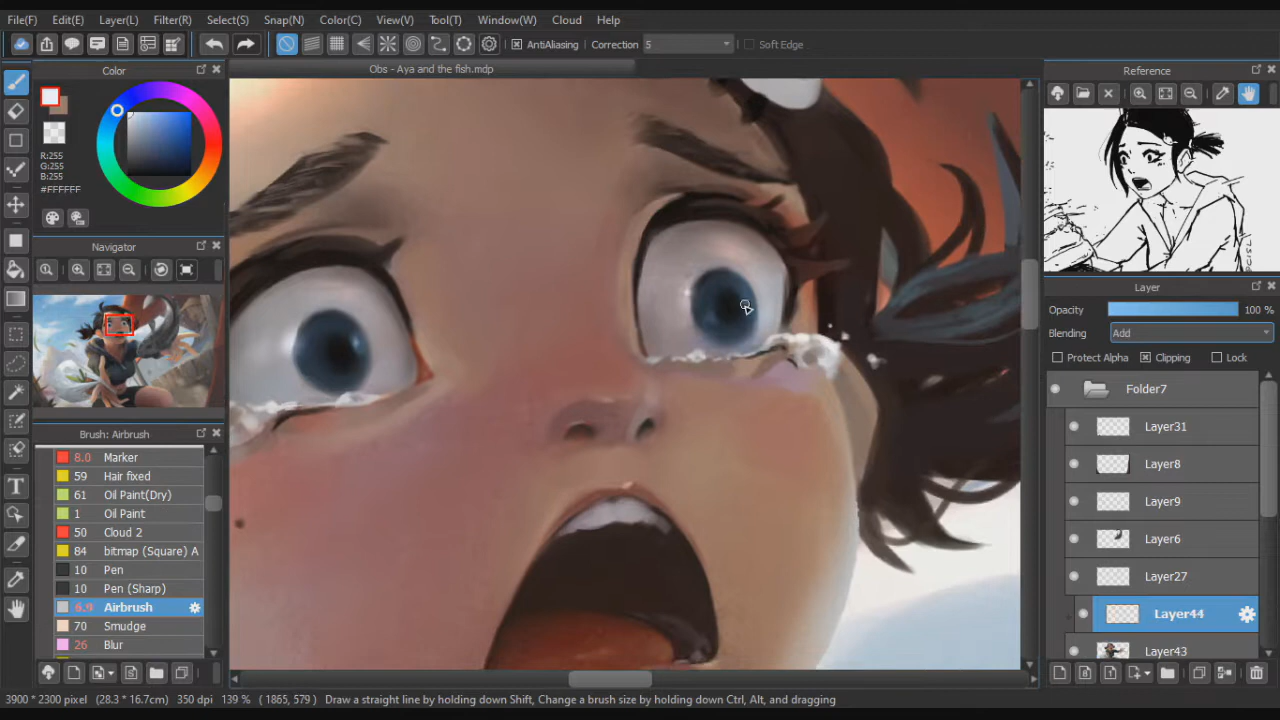 File(F) Edit(E) Layer(L) Filter(R) Select(S) Snap(N) Color(C) View(V) Tool(T) Window(W) Cloud Help
AntiAliasing Correction 5 Soft Edge
Color
Obs - Aya and the fish.mdp
Reference
R:255
G:255
B:255
#FFFFFF
Navigator
Layer
Opacity 100 %
Blending Add
Protect Alpha Clipping Lock
Folder7
Layer31
Layer8
Layer9
Layer6
Layer27
Layer44
Layer43
Brush: Airbrush
8.0 Marker
59 Hair fixed
61 Oil Paint(Dry)
1 Oil Paint
50 Cloud 2
84 bitmap (Square) A
10 Pen
10 Pen (Sharp)
6.9 Airbrush
70 Smudge
26 Blur
3900 * 2300 pixel (28.3 * 16.7cm) 350 dpi 139 % ( 1865, 579 ) Draw a straight line by holding down Shift, Change a brush size by holding down Ctrl, Alt, and dragging